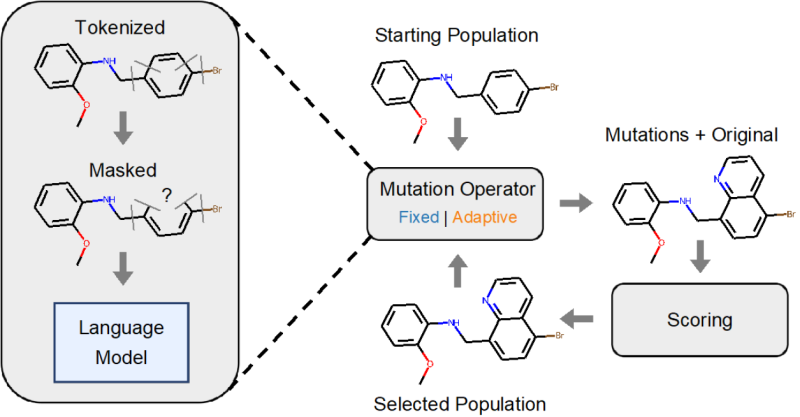 Tokenized
NH
Br
O
Masked
?
NH
Br
O
Language
Model
Starting Population
NH
Br
O
Mutation Operator
Fixed | Adaptive
Mutations + Original
N
NH
Br
O
Scoring
N
NH
Br
O
Selected Population